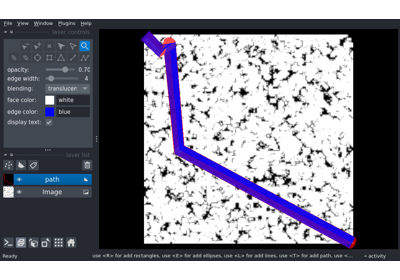 File View Window Plugins Help
layer controls
opacity: 0.70
edge width: 4
blending: translucen
face color: white
edge color: blue
display text:
layer list
path
Image
Ready use <R> for add rectangles, use <E> for add ellipses, use <L> for add lines, use <T> for add path, use <... activity